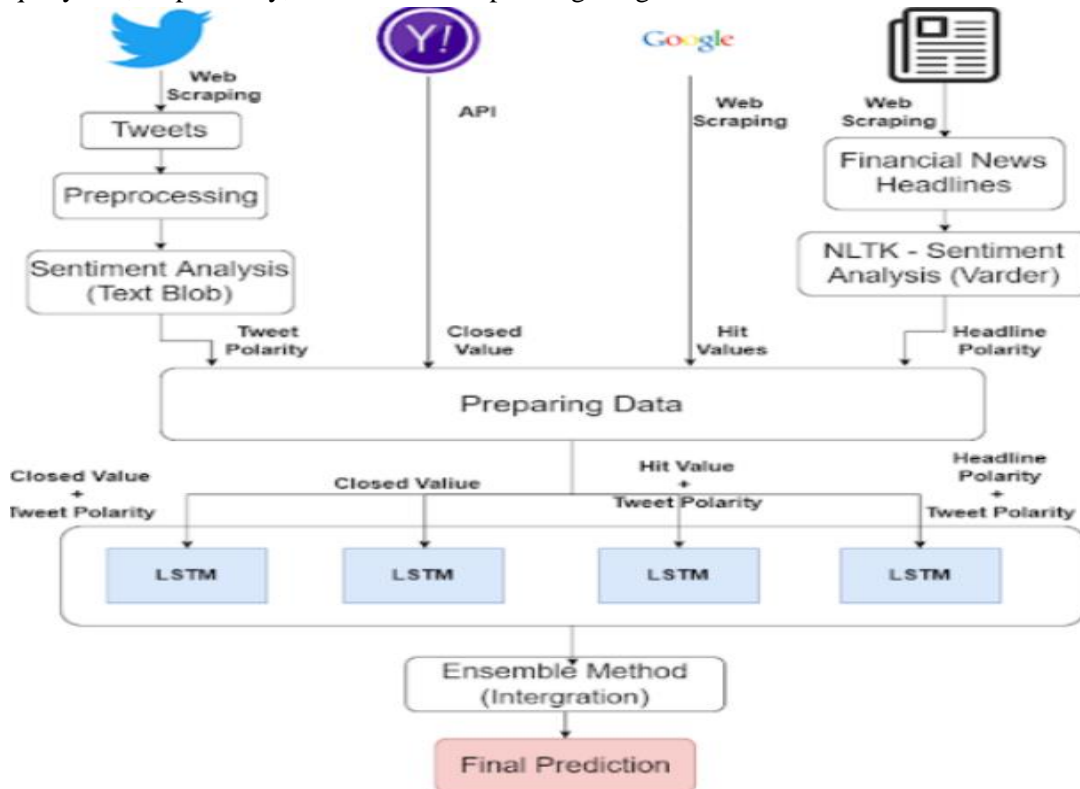 Y!
Google
Web
Scraping
API
Web
Scraping
Web
Scraping
Tweets
Financial News
Headlines
Preprocessing
Sentiment Analysis
(Text Blob)
NLTK - Sentiment
Analysis (Varder)
Tweet
Polarity
Closed
Value
Hit
Values
Headline
Polarity
Preparing Data
Closed Value
+
Tweet Polarity
Closed Valiue
Hit Value
+
Tweet Polarity
Headline
Polarity
+
Tweet Polarity
LSTM
LSTM
LSTM
LSTM
Ensemble Method
(Intergration)
Final Prediction